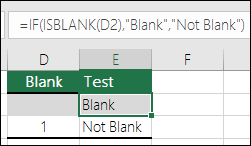 =IF(ISBLANK(D2),"Blank","Not Blank")
D E F
Blank Test
Blank
1 Not Blank